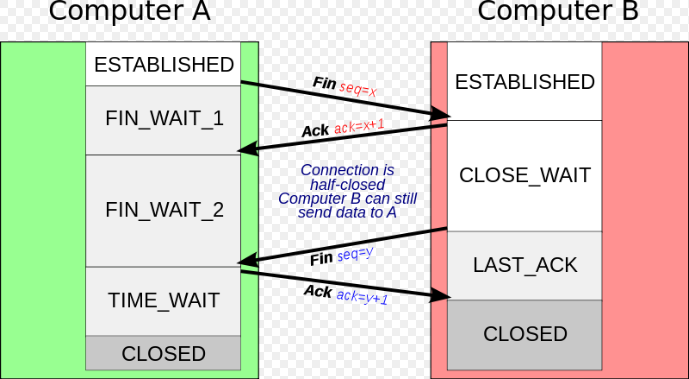 Computer A
Computer B
ESTABLISHED
FIN_WAIT_1
FIN_WAIT_2
TIME_WAIT
CLOSED
Fin seq=x
Ack ack=x+1
Connection is
half-closed
Computer B can still
send data to A
Fin seq=y
Ack ack=y+1
ESTABLISHED
CLOSE_WAIT
LAST_ACK
CLOSED